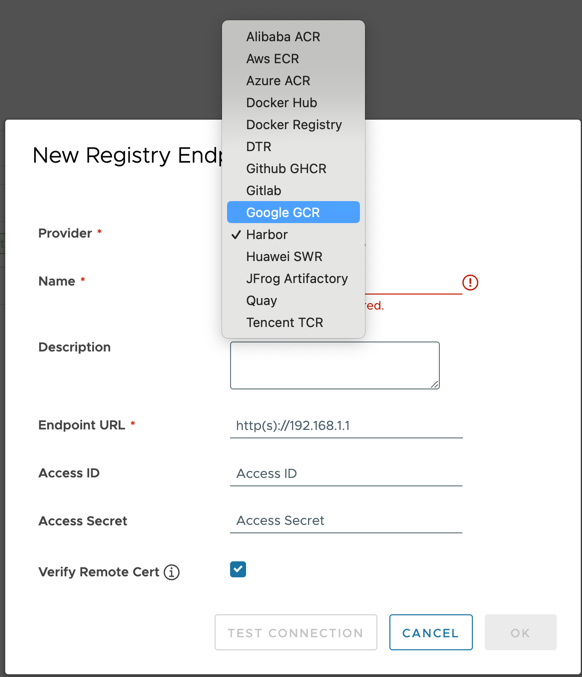 Alibaba ACR
Aws ECR
Azure ACR
Docker Hub
Docker Registry
DTR
Github GHCR
Gitlab
Google GCR
Harbor
Huawei SWR
JFrog Artifactory
Quay
Tencent TCR
New Registry Endp
Provider *
Name *
red.
Description
Endpoint URL *
http(s)://192.168.1.1
Access ID
Access ID
Access Secret
Access Secret
Verify Remote Cert
TEST CONNECTION
CANCEL
OK